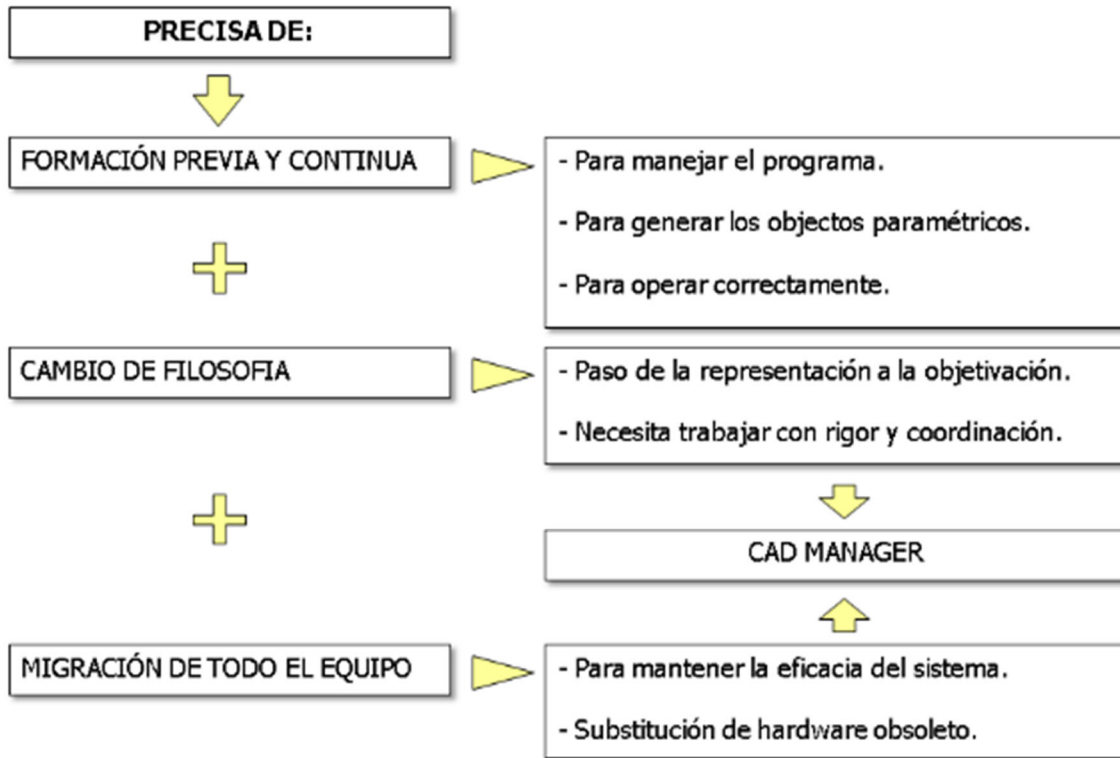 PRECISA DE:
FORMACIÓN PREVIA Y CONTINUA
- Para manejar el programa.
- Para generar los objectos paramétricos.
- Para operar correctamente.
CAMBIO DE FILOSOFIA
- Paso de la representación a la objetivación.
- Necesita trabajar con rigor y coordinación.
CAD MANAGER
MIGRACIÓN DE TODO EL EQUIPO
- Para mantener la eficacia del sistema.
- Substitución de hardware obsoleto.